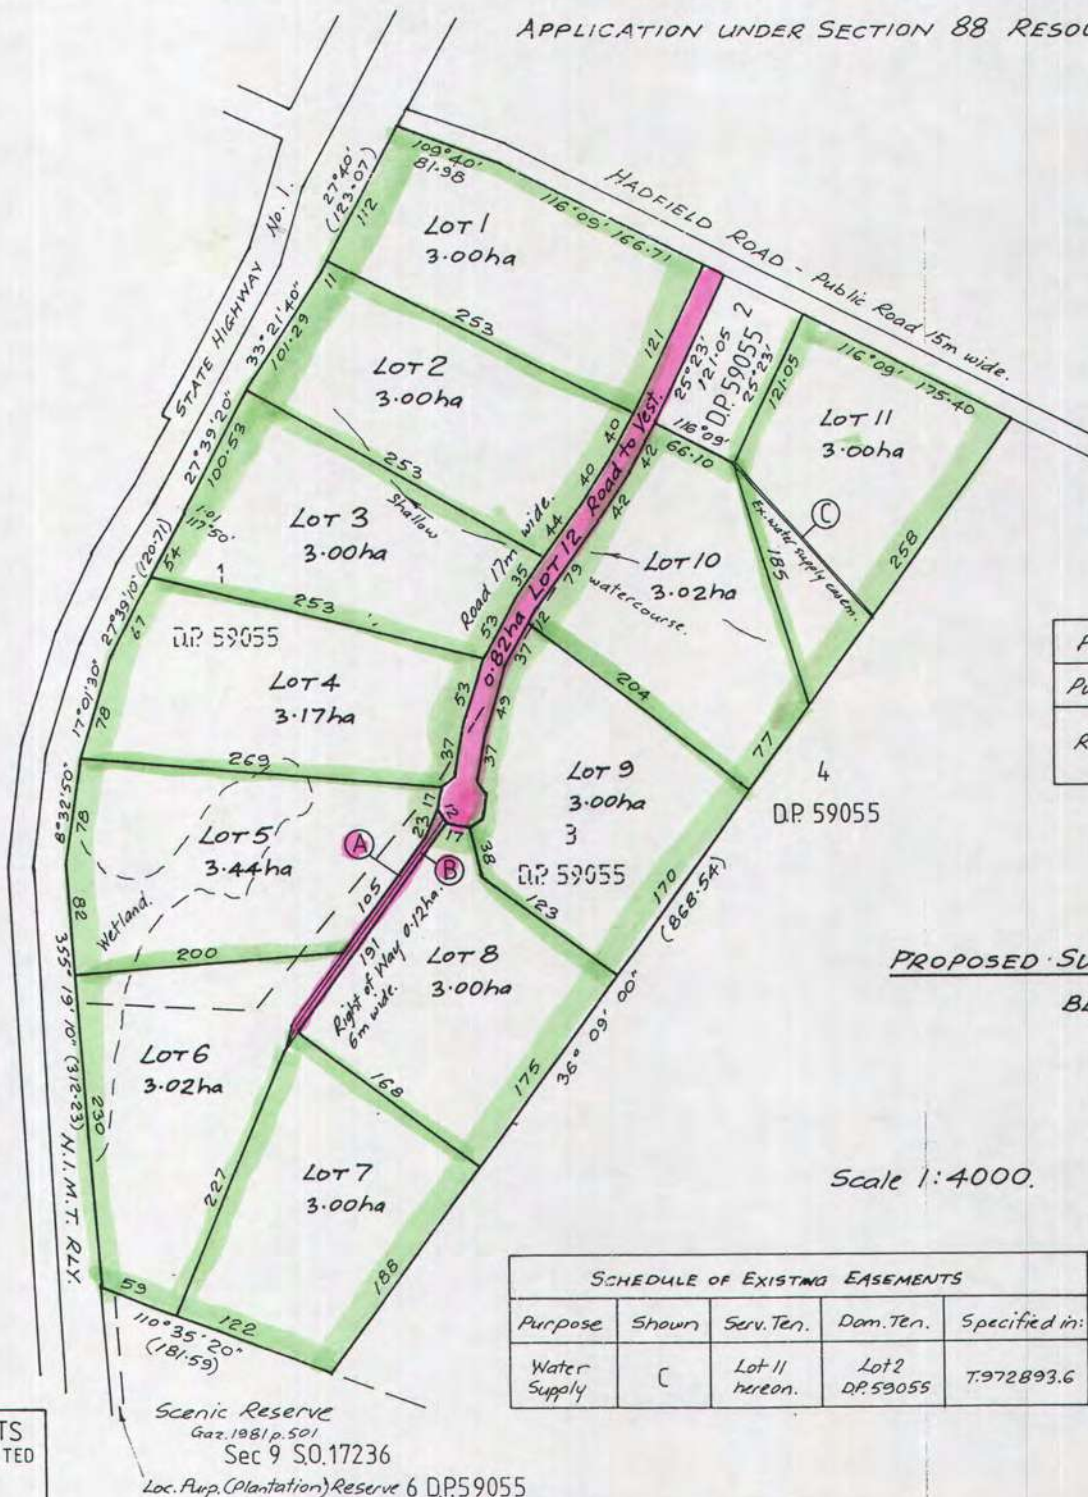 APPLICATION UNDER SECTION 88 RESOU
HADFIELD ROAD - Public Road 15m wide.
STATE HIGHWAY No. 1.
109°40'
81·98
116°09' 166·71
27°40'
(123·07)
112
LOT 1
3.00ha
11
253
121
33°21'40"
101·29
LOT 2
3.00ha
25°23'
121·05
D.P. 59055 2
25°23'
121·05
116°09' 175·40
LOT 11
3.00ha
116°09'
66·10
40
40
44
42
42
27°39'20"
100·53
253
Shallow
LOT 3
3.00ha
1·01
117°50'
54
27°39'10" (120·71)
67
1
D.P. 59055
253
Road 17m wide.
35
53
0·82ha LOT 12 Road to Vest.
79
12
37
LOT 10
3.02ha
watercourse.
C
Ex. water supply easm.
185
258
204
77
LOT 4
3.17ha
53
49
37
37
17°01'30"
78
269
LOT 9
3.00ha
3
D.P. 59055
4
D.P. 59055
8°32'50"
78
82
LOT 5
3.44ha
Wetland.
17
23
12
17
A
B
38
123
170
(868·54)
105
191
Right of Way 0.12ha.
6m wide.
LOT 8
3.00ha
200
355°19'10" (312·23) N.I.M.T. RLY.
PROPOSED SU
BA
LOT 6
3.02ha
230
168
175
36° 09' 00"
227
LOT 7
3.00ha
188
Scale 1:4000.
59
110°35'20"
(181·59)
122
SCHEDULE OF EXISTING EASEMENTS
Purpose Shown Serv. Ten. Dom. Ten. Specified in:
Water Supply C Lot 11 hereon. Lot 2 DP.59055 T.972893.6
Scenic Reserve
Gaz. 1981 p. 501
Sec 9 S.O.17236
Loc. Purp. (Plantation) Reserve 6 D.P.59055
TS
TED